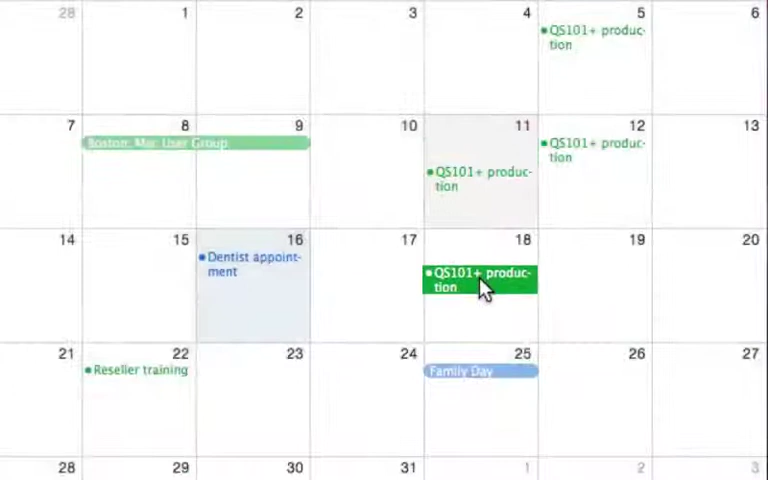 28 1 2 3 4 5 6
QS101+ produc-
tion
7 8 9 10 11 12 13
Boston: Mac User Group
QS101+ produc-
tion
QS101+ produc-
tion
14 15 16 17 18 19 20
Dentist appoint-
ment
QS101+ produc-
tion
21 22 23 24 25 26 27
Reseller training
Family Day
28 29 30 31 1 2 3